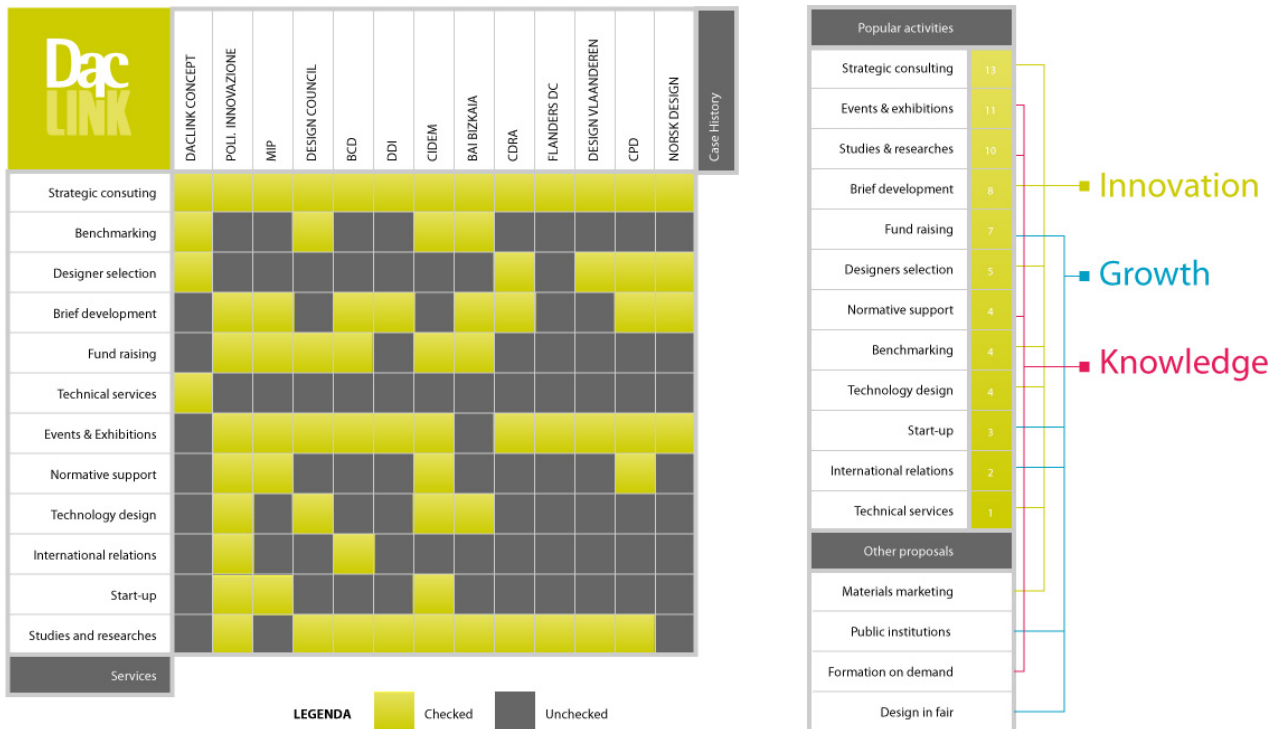 Dac
LINK
DACLINK CONCEPT
POLI. INNOVAZIONE
MIP
DESIGN COUNCIL
BCD
DDI
CIDEM
BAI BIZKAIA
CDRA
FLANDERS DC
DESIGN VLAANDEREN
CPD
NORSK DESIGN
Case History
Strategic consuting
Benchmarking
Designer selection
Brief development
Fund raising
Technical services
Events & Exhibitions
Normative support
Technology design
International relations
Start-up
Studies and researches
Services
LEGENDA
Checked
Unchecked
Popular activities
Strategic consulting 13
Events & exhibitions 11
Studies & researches 10
Brief development 8
Fund raising 7
Designers selection 5
Normative support 4
Benchmarking 4
Technology design 4
Start-up 3
International relations 2
Technical services 1
Other proposals
Materials marketing
Public institutions
Formation on demand
Design in fair
Innovation
Growth
Knowledge